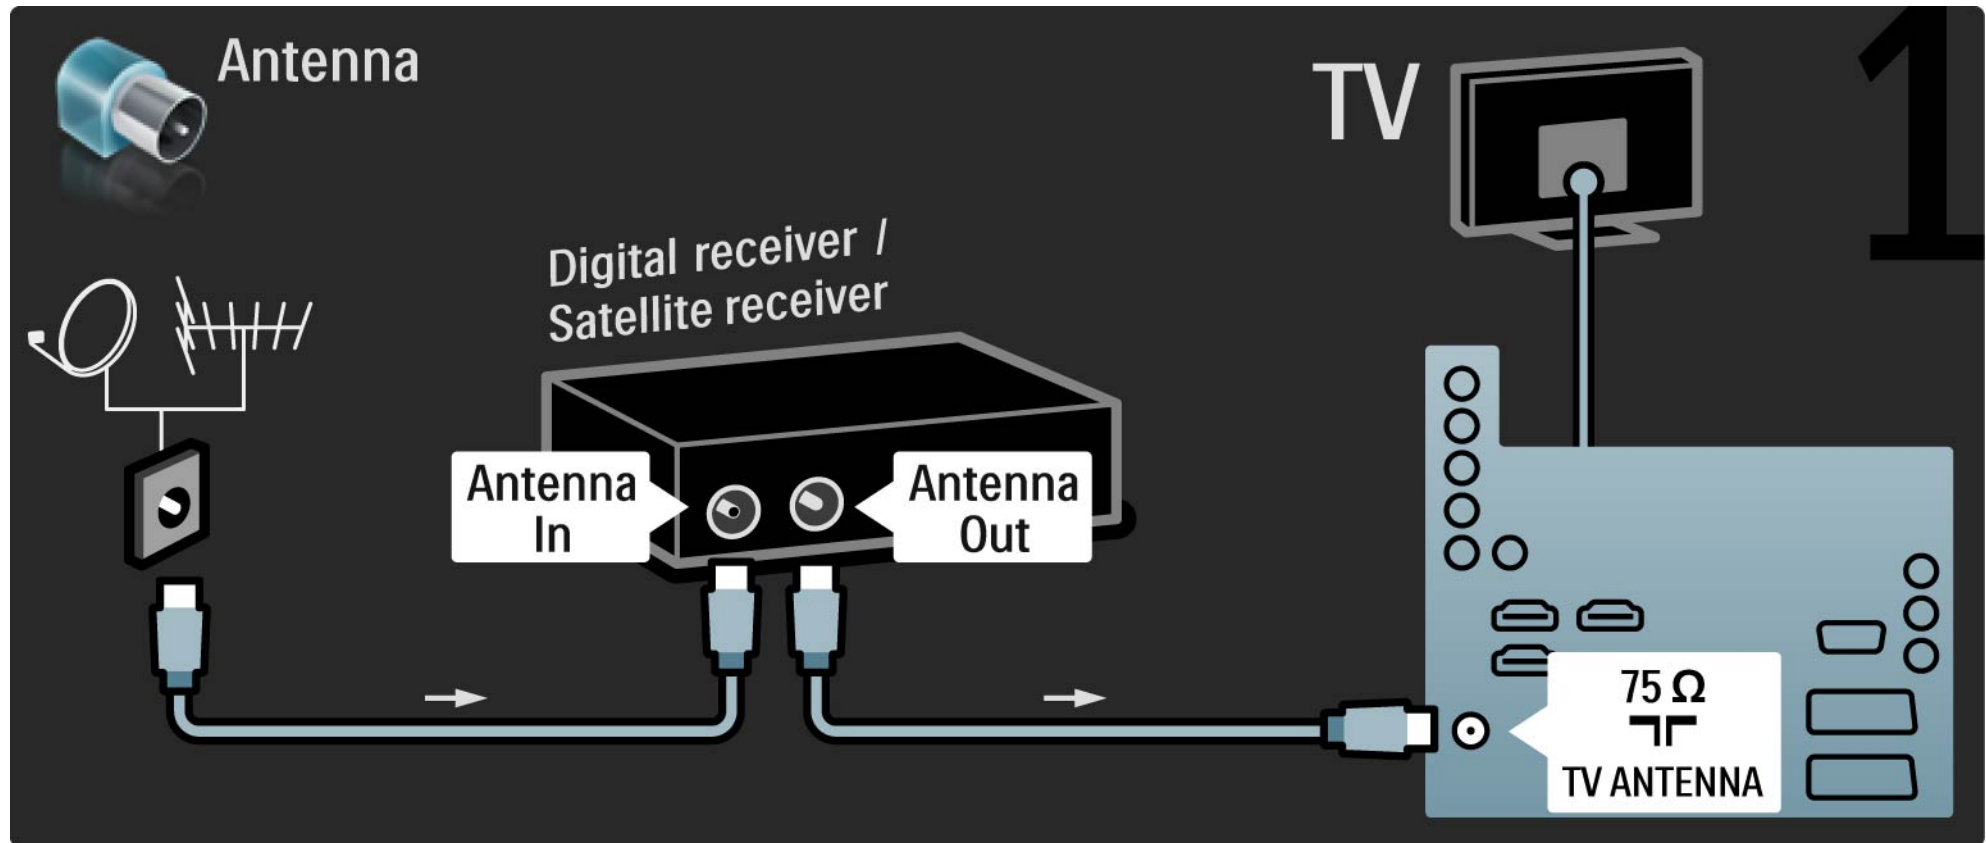 Antenna
TV
1
Digital receiver /
Satellite receiver
Antenna
In
Antenna
Out
75 Ω
TV ANTENNA